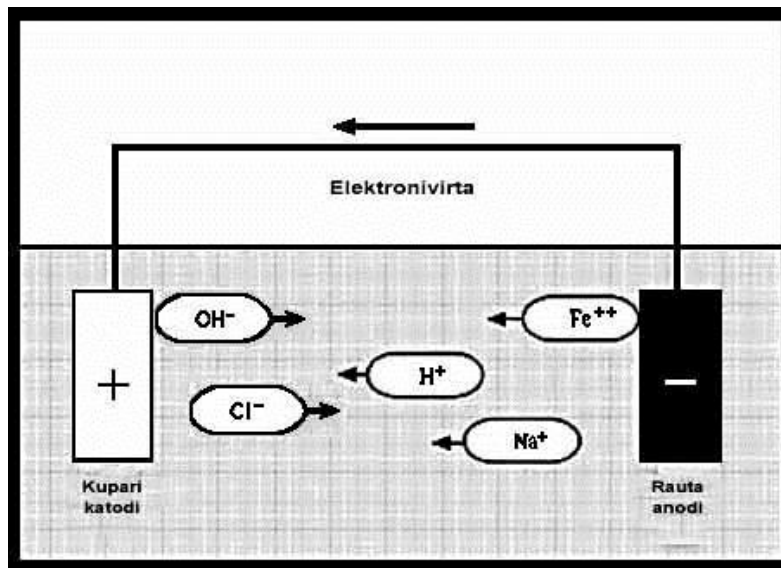 Elektronivirta
+
OH⁻
Cl⁻
H⁺
Fe⁺⁺
Na⁺
−
Kupari
katodi
Rauta
anodi